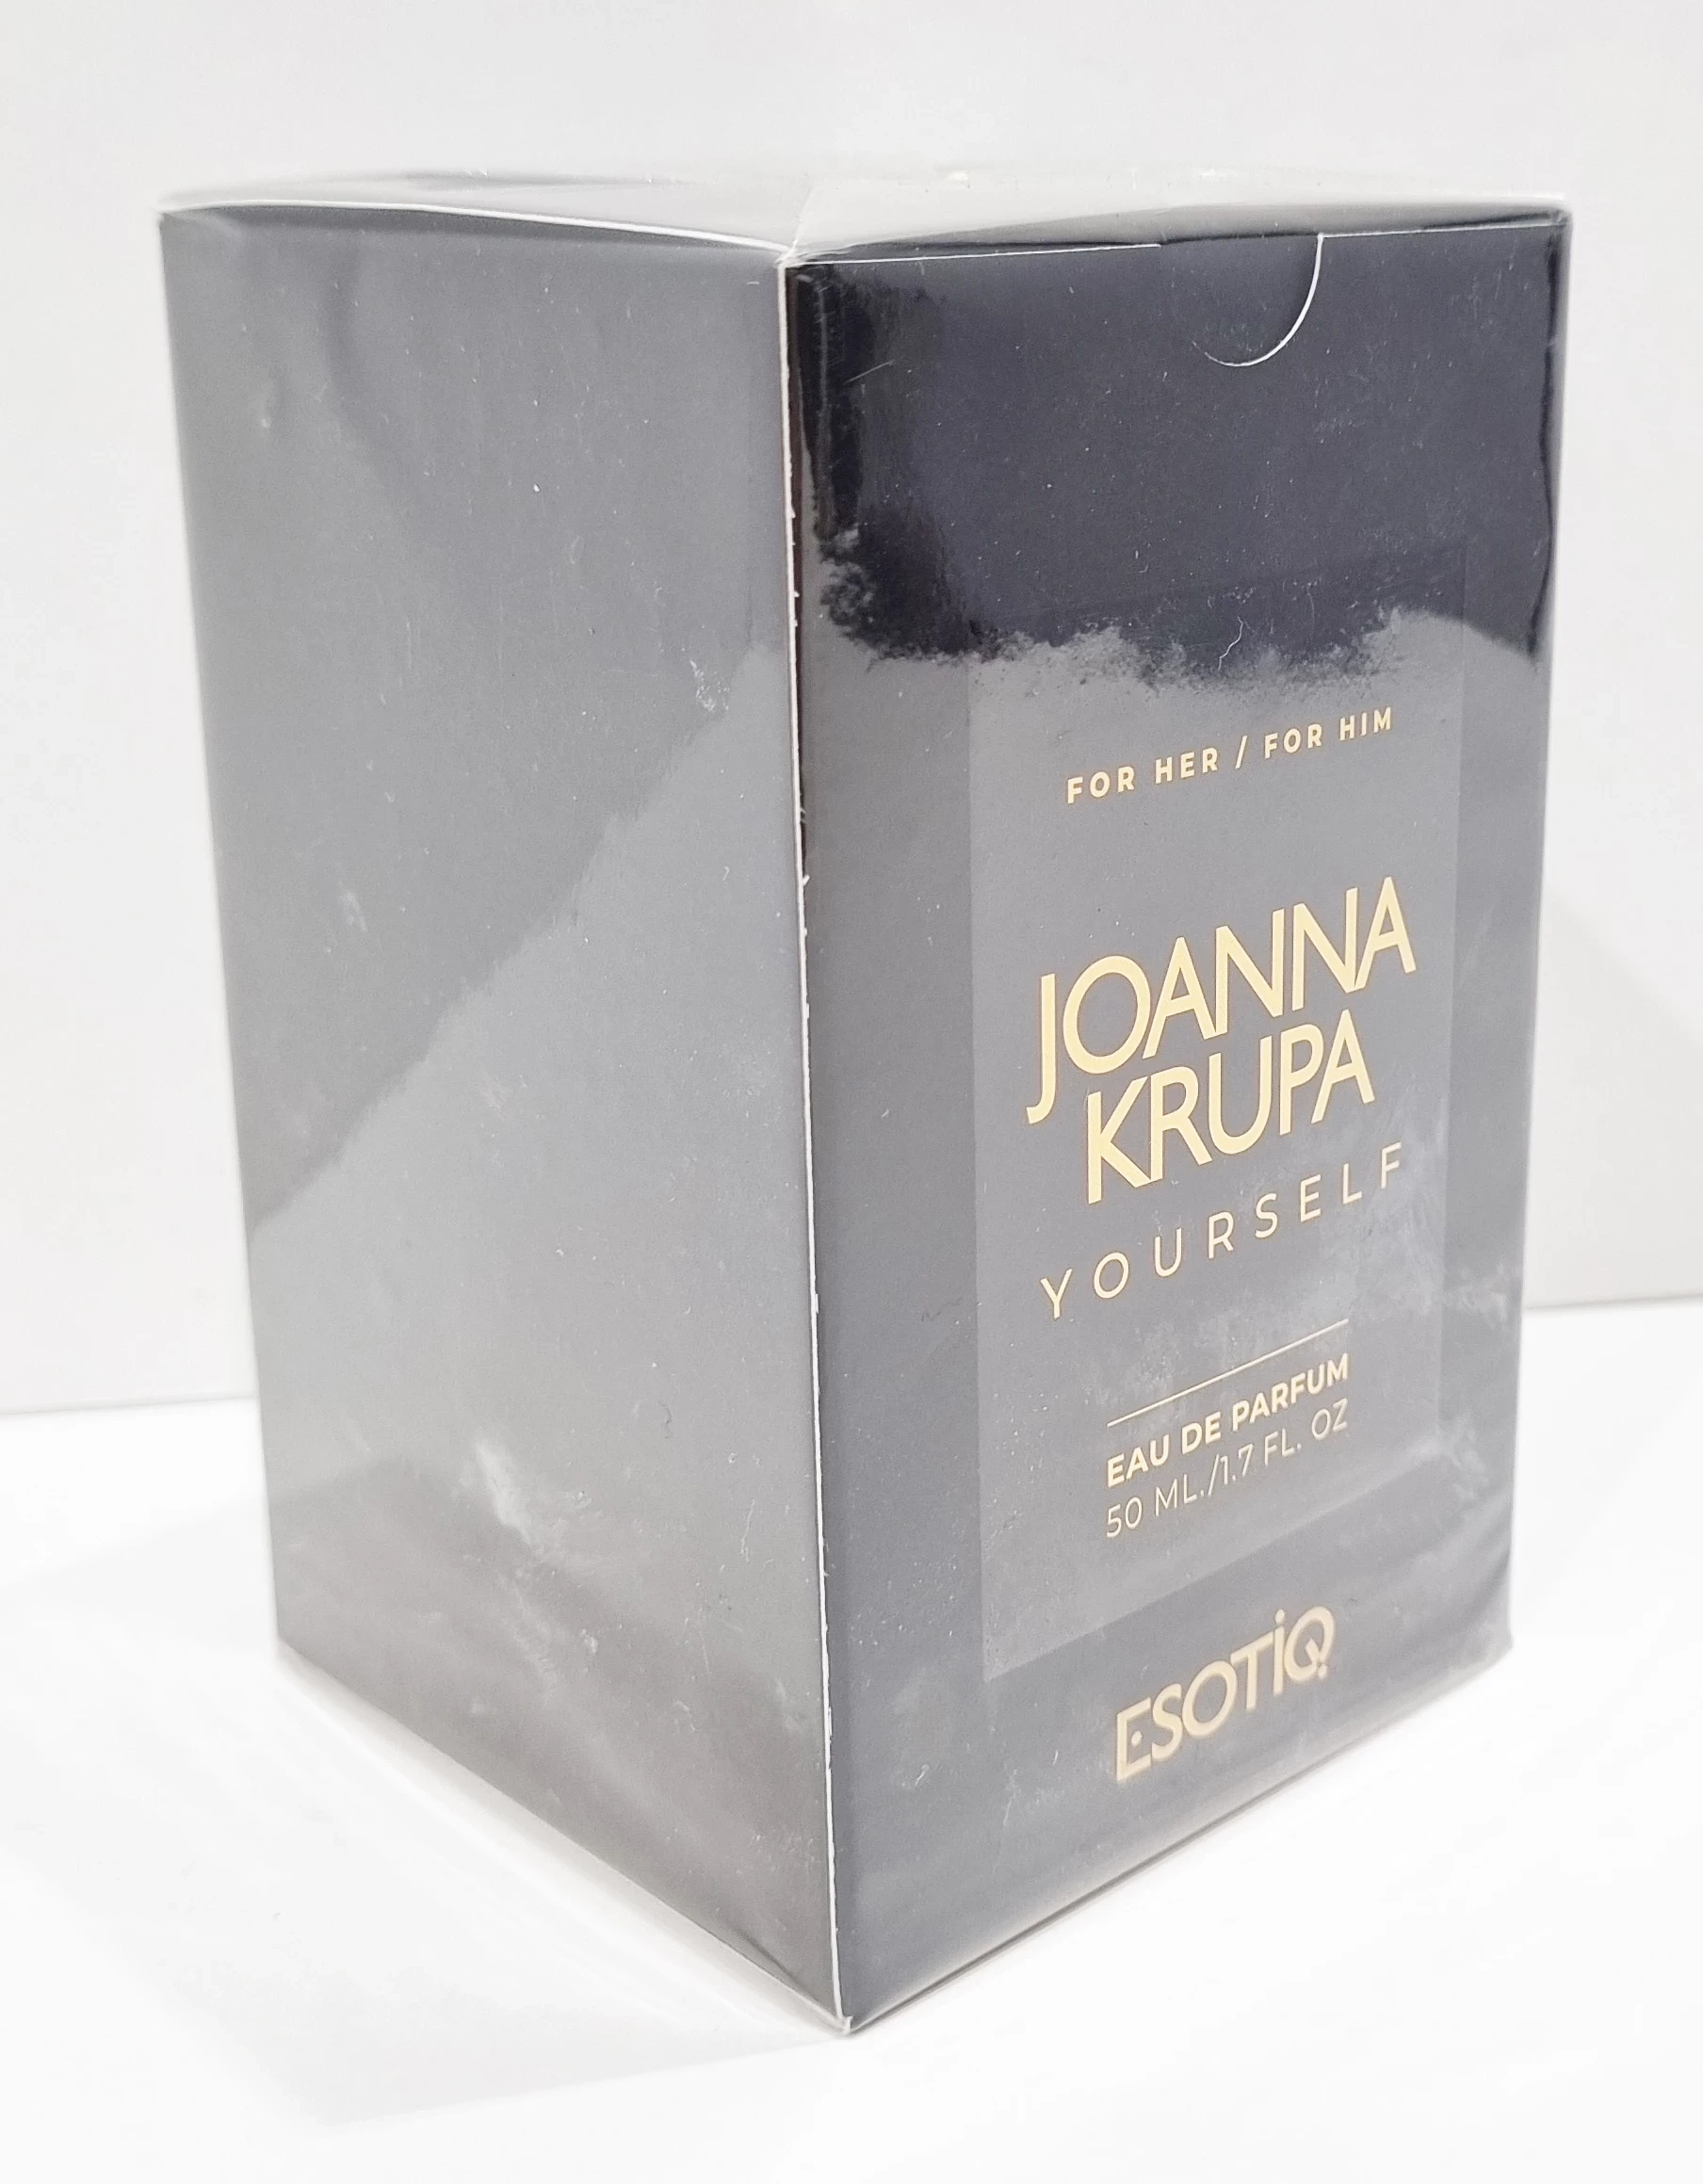 FOR HER / FOR HIM
JOANNA
KRUPA
YOURSELF
EAU DE PARFUM
50 ML./1.7 FL. OZ
ESOTIQ